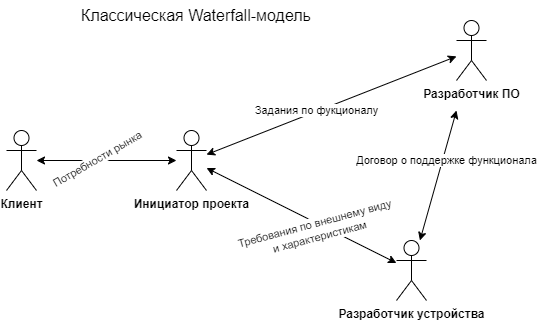 Классическая Waterfall-модель
Разработчик ПО
Задания по фукционалу
Потребности рынка
Договор о поддержке функционала
Клиент
Инициатор проекта
Требования по внешнему виду
и характеристикам
Разработчик устройства